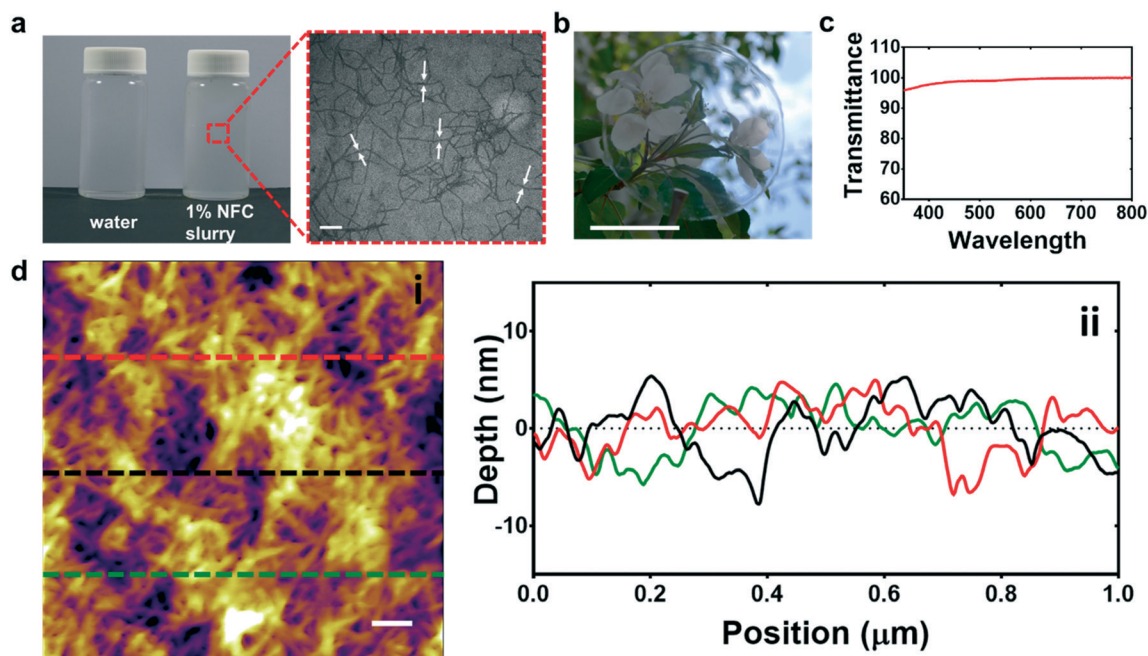 a
water
1% NFC
slurry
b
c
Transmittance
110
100
90
80
70
60
400
500
600
700
800
Wavelength
d
i
ii
Depth (nm)
10
0
-10
0.0
0.2
0.4
0.6
0.8
1.0
Position (μm)